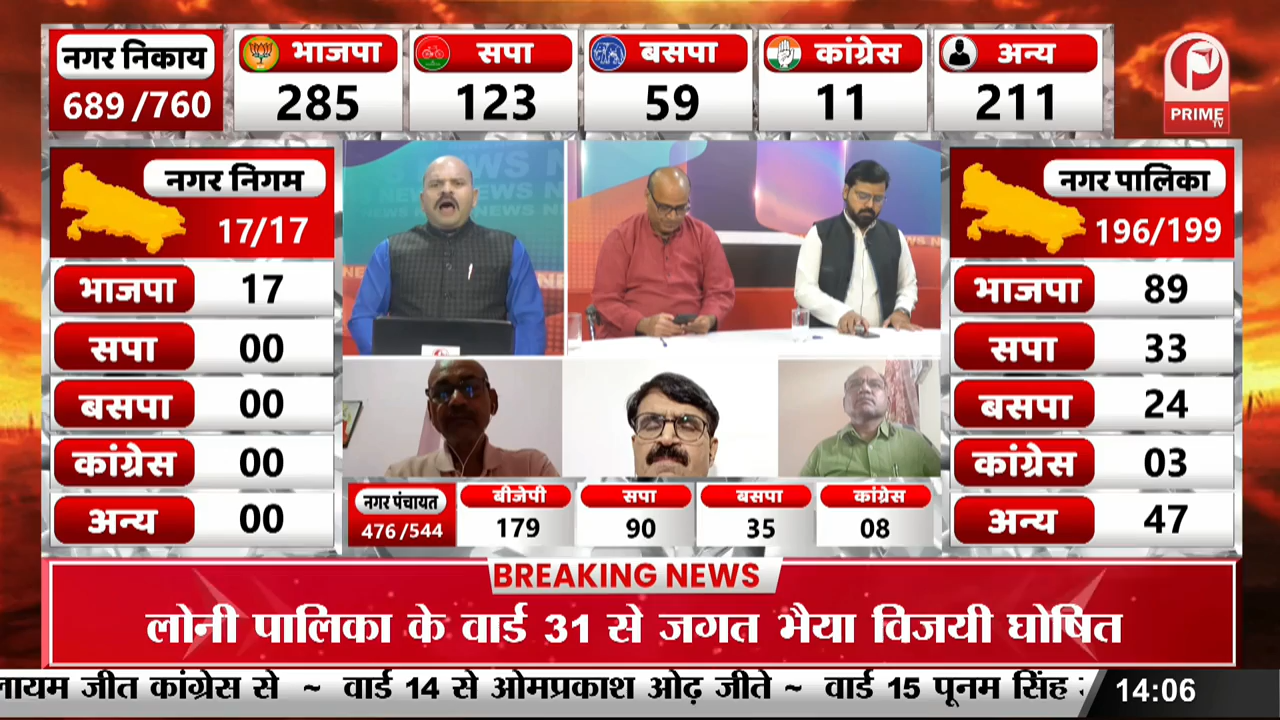 नगर निकाय
689/760
भाजपा
285
सपा
123
बसपा
59
कांग्रेस
11
अन्य
211
PRIME
TV
नगर निगम
17/17
भाजपा 17
सपा 00
बसपा 00
कांग्रेस 00
अन्य 00
NEWS
नगर पालिका
196/199
भाजपा 89
सपा 33
बसपा 24
कांग्रेस 03
अन्य 47
नगर पंचायत
476/544
बीजेपी
179
सपा
90
बसपा
35
कांग्रेस
08
BREAKING NEWS
लोनी पालिका के वार्ड 31 से जगत भैया विजयी घोषित
जीत कांग्रेस से ~ वार्ड 14 से ओमप्रकाश ओढ़ जीते ~ वार्ड 15 पूनम सिंह
14:06